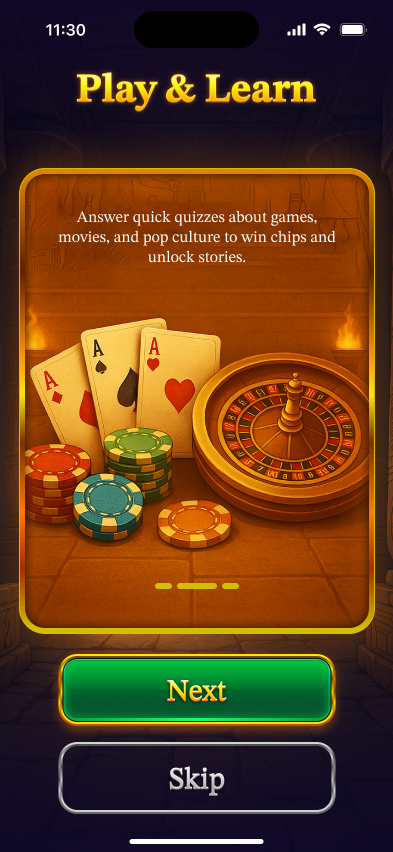 11:30
Play & Learn
Answer quick quizzes about games,
movies, and pop culture to win chips and
unlock stories.
A
A
A
Next
Skip